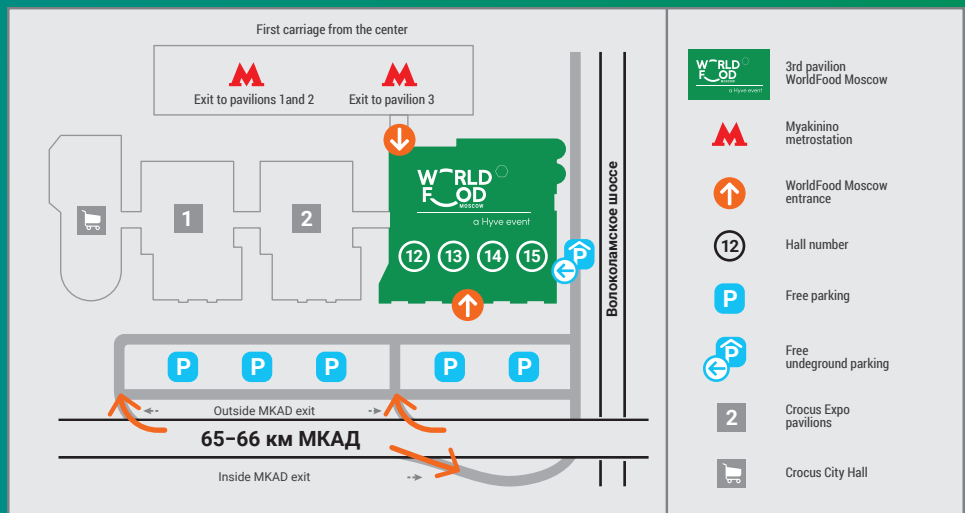 First carriage from the center
Exit to pavilions 1and 2
Exit to pavilion 3
WORLD
FOOD
MOSCOW
a Hyve event
1
2
12 13 14 15
P
Волоколамское шоссе
P P P P P
Outside MKAD exit
65-66 км МКАД
Inside MKAD exit
WORLD
FOOD
MOSCOW
a Hyve event
3rd pavilion
WorldFood Moscow
Myakinino
metrostation
WorldFood Moscow
entrance
12
Hall number
P
Free parking
P
Free
undeground parking
2
Crocus Expo
pavilions
Crocus City Hall